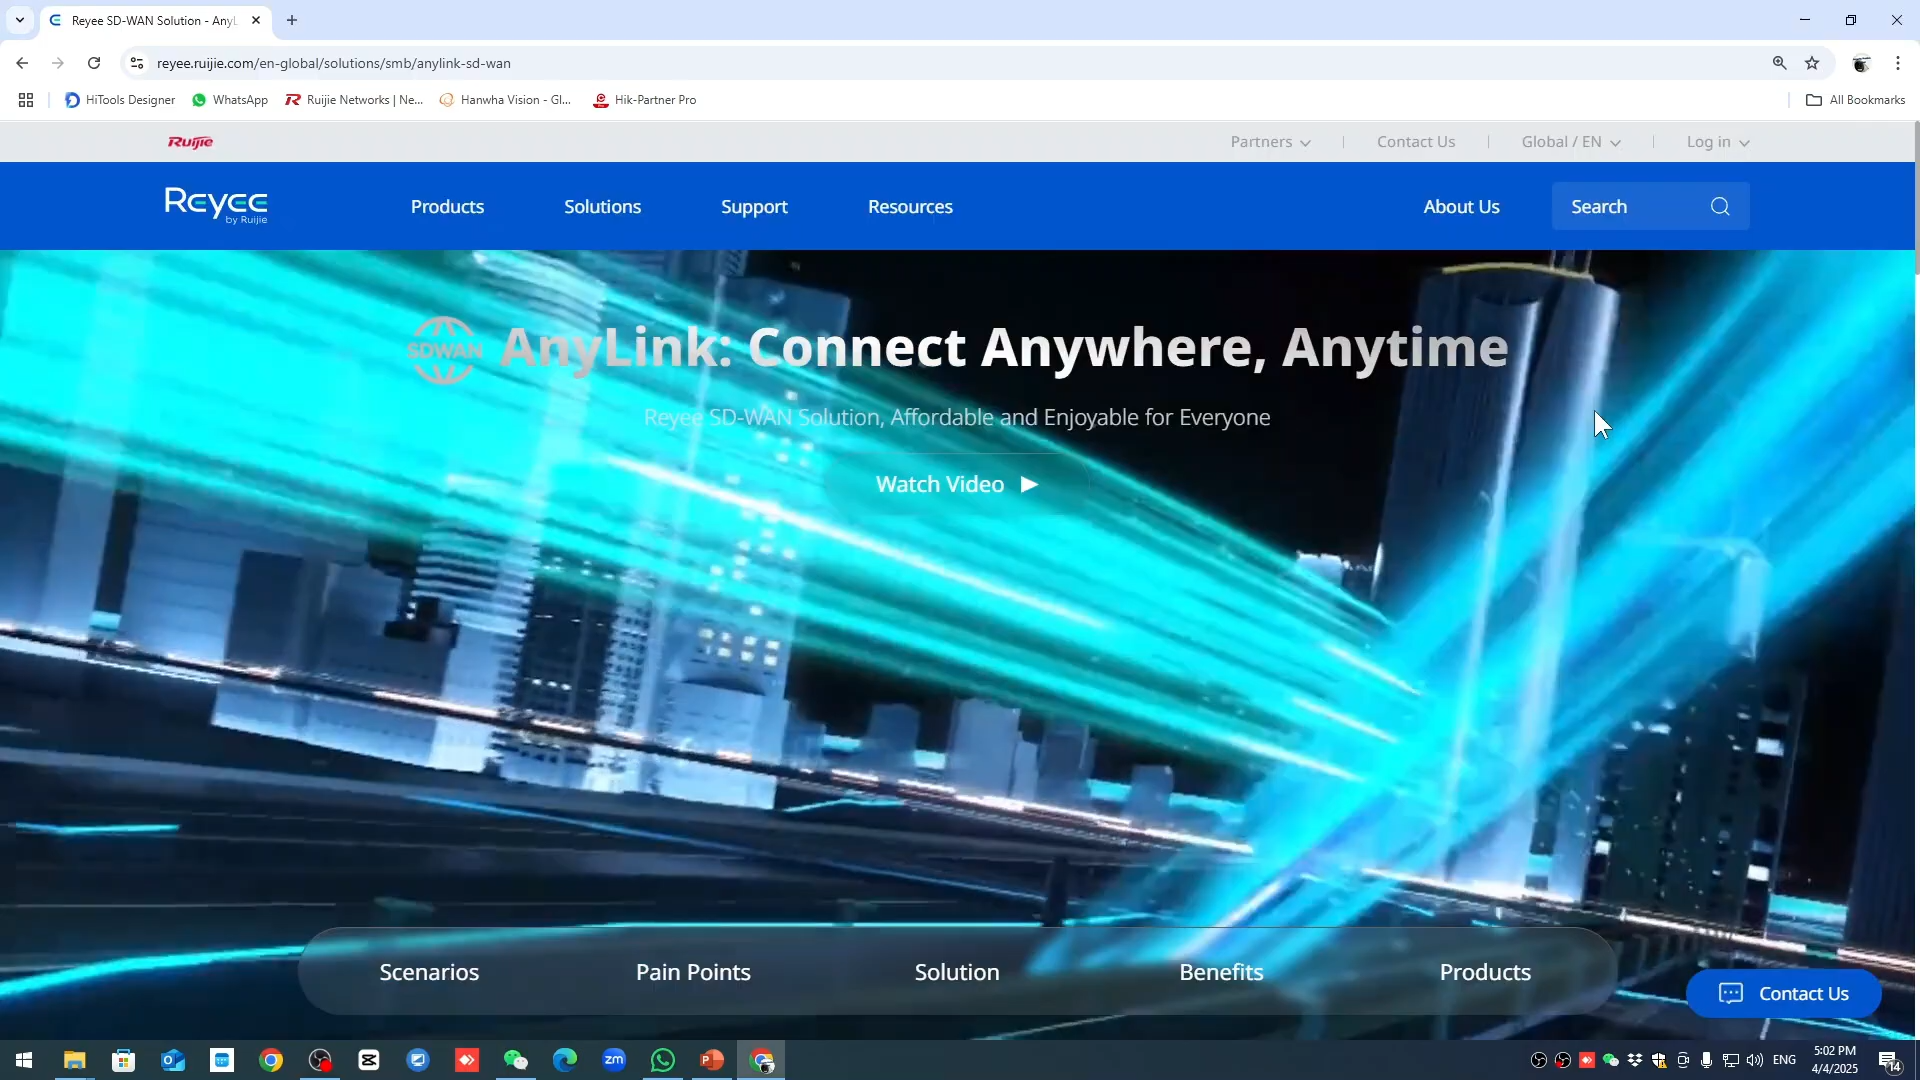 Reyee SD-WAN Solution - AnyL
reyee.ruijie.com/en-global/solutions/smb/anylink-sd-wan
HiTools Designer
WhatsApp
Ruijie Networks | Ne...
Hanwha Vision - Gl...
Hik-Partner Pro
All Bookmarks
Ruijie
Partners
Contact Us
Global / EN
Log in
Reyee
by Ruijie
Products
Solutions
Support
Resources
About Us
Search
SDWAN
AnyLink: Connect Anywhere, Anytime
Reyee SD-WAN Solution, Affordable and Enjoyable for Everyone
Watch Video
Scenarios
Pain Points
Solution
Benefits
Products
Contact Us
zm
ENG
5:02 PM
4/4/2025
14